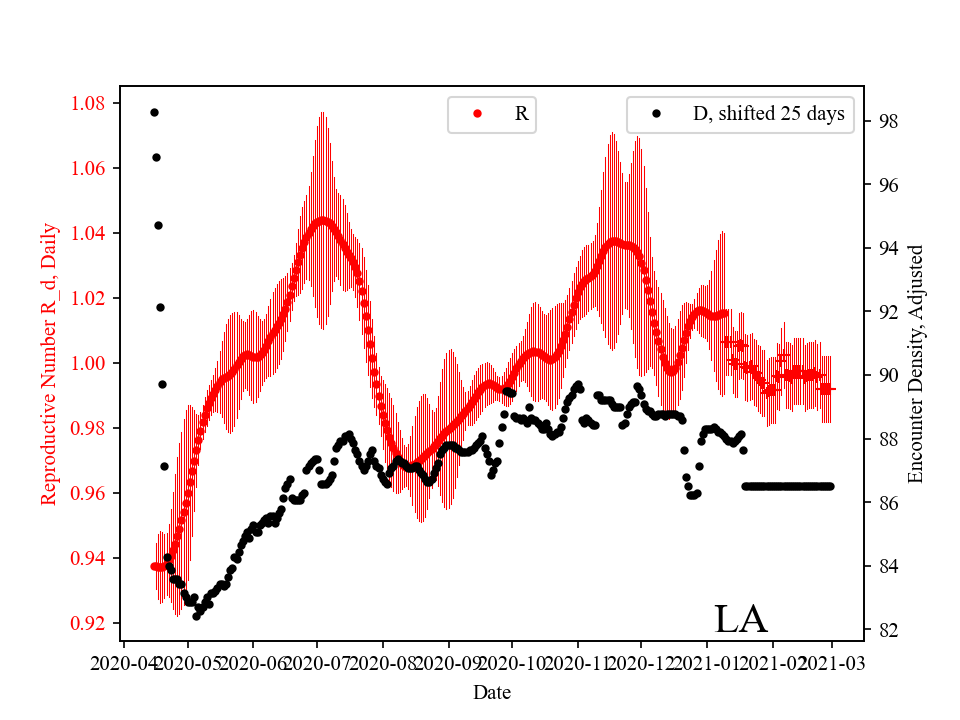 R
D, shifted 25 days
Reproductive Number R_d, Daily
1.08
1.06
1.04
1.02
1.00
0.98
0.96
0.94
0.92
98
96
94
92
90
88
86
84
82
Encounter Density, Adjusted
LA
2020-04 2020-05 2020-06 2020-07 2020-08 2020-09 2020-10 2020-11 2020-12 2021-01 2021-02 2021-03
Date